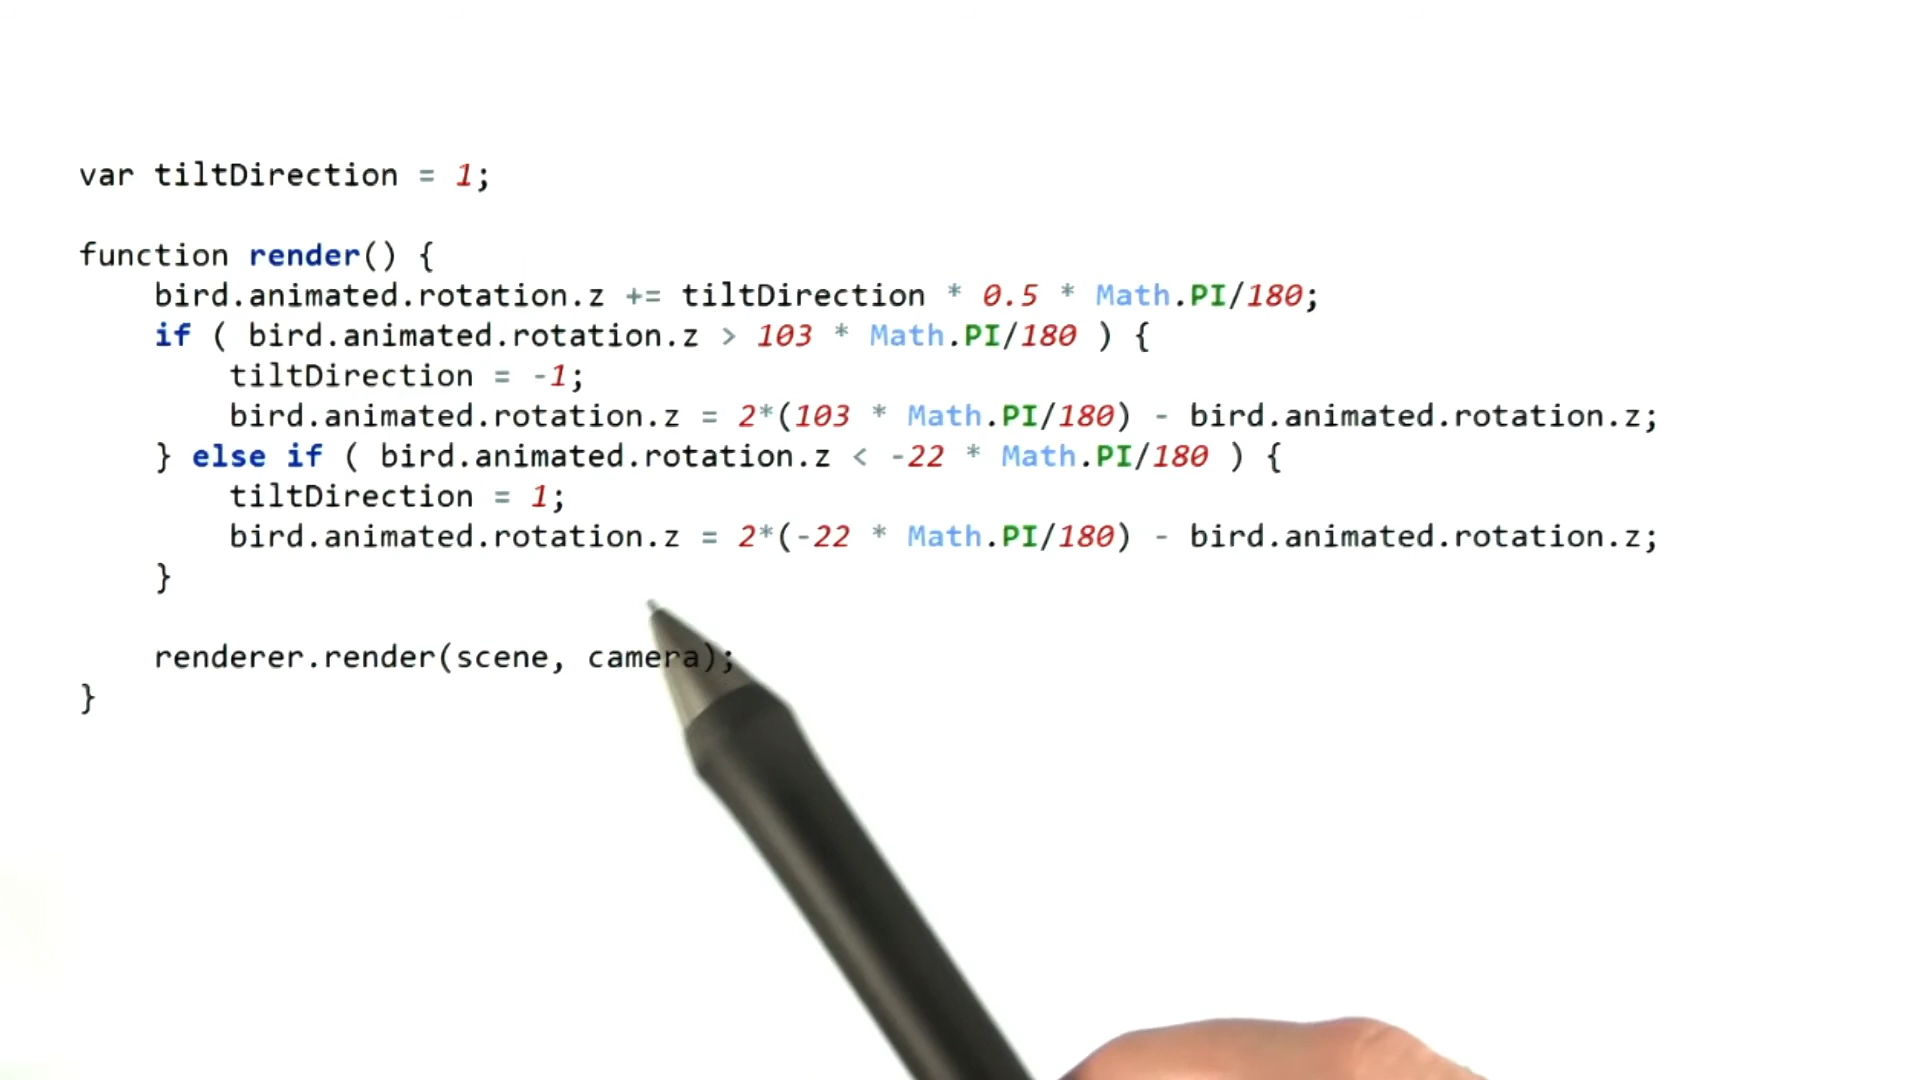 var tiltDirection = 1;
function render() {
bird.animated.rotation.z += tiltDirection * 0.5 * Math.PI/180;
if ( bird.animated.rotation.z > 103 * Math.PI/180 ) {
tiltDirection = -1;
bird.animated.rotation.z = 2*(103 * Math.PI/180) - bird.animated.rotation.z;
} else if ( bird.animated.rotation.z < -22 * Math.PI/180 ) {
tiltDirection = 1;
bird.animated.rotation.z = 2*(-22 * Math.PI/180) - bird.animated.rotation.z;
}
renderer.render(scene, camera);
}